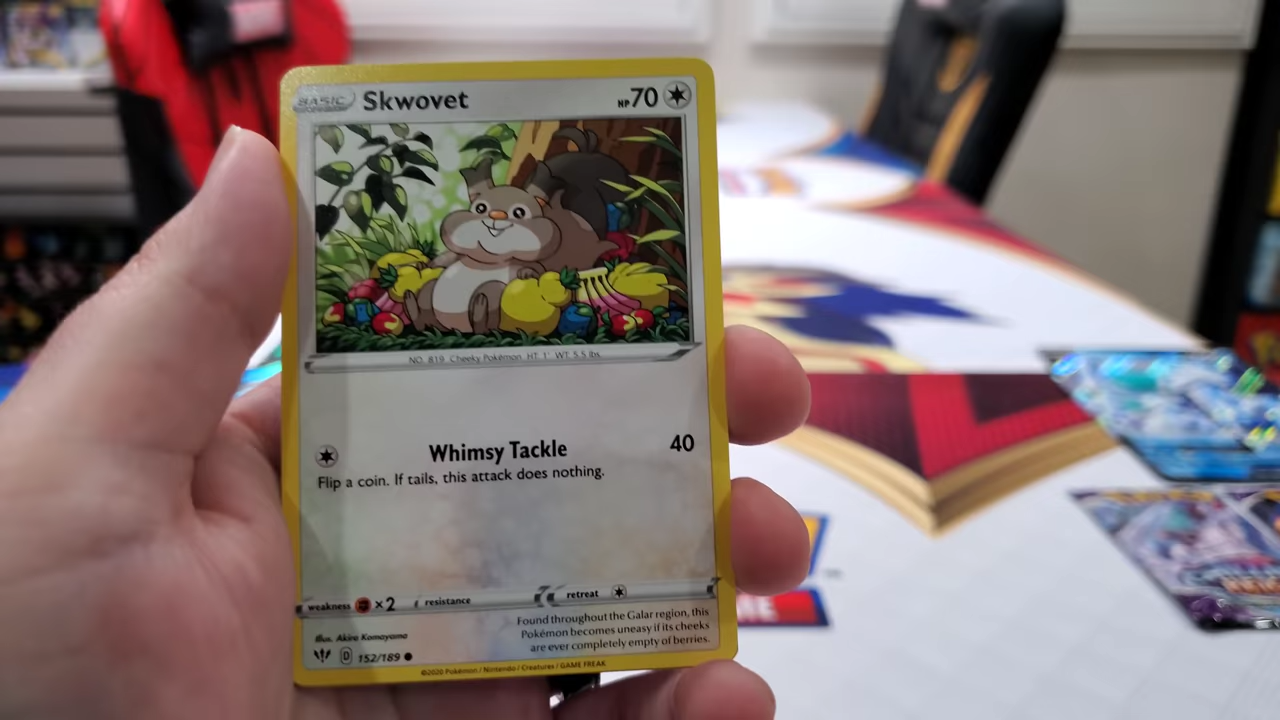 BASIC Skwovet HP 70
NO. 819 Cheeky Pokémon HT: 1' WT: 5.5 lbs.
Whimsy Tackle 40
Flip a coin. If tails, this attack does nothing.
weakness ×2 resistance retreat
Found throughout the Galar region, this
Pokémon becomes uneasy if its cheeks
are ever completely empty of berries.
Illus. Akira Komayama
D 152/189
©2020 Pokémon / Nintendo / Creatures / GAME FREAK